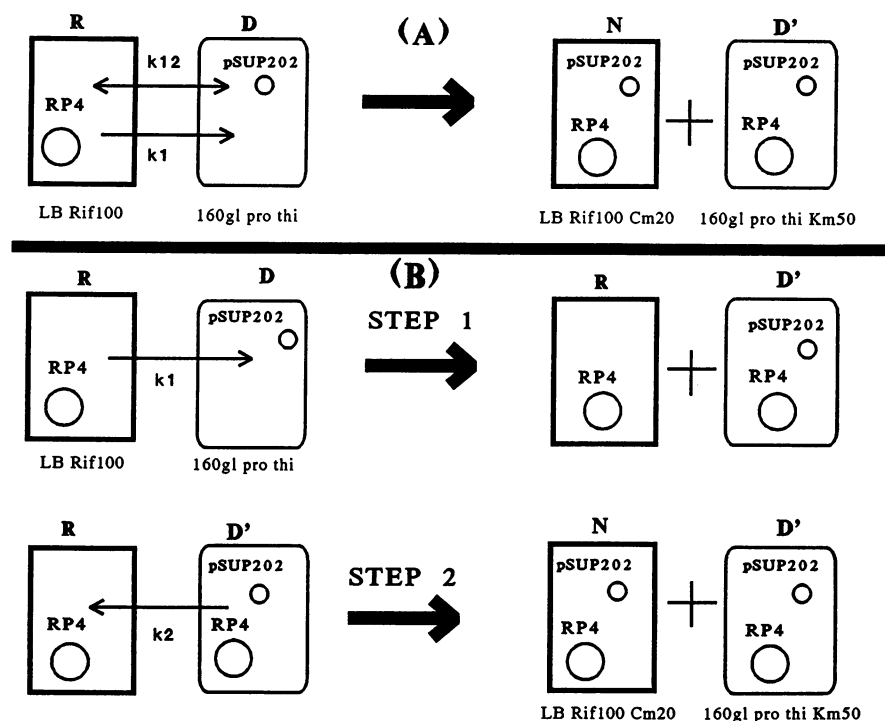 R D (A) N D'
k12 pSUP202 pSUP202 pSUP202
RP4 RP4 RP4
k1
LB Rif100 160gl pro thi LB Rif100 Cm20 160gl pro thi Km50
R D (B) R D'
pSUP202 STEP 1 pSUP202
RP4 k1 RP4 RP4
LB Rif100 160gl pro thi
R D' N D'
pSUP202 STEP 2 pSUP202 pSUP202
RP4 k2 RP4 RP4 RP4
LB Rif100 Cm20 160gl pro thi Km50